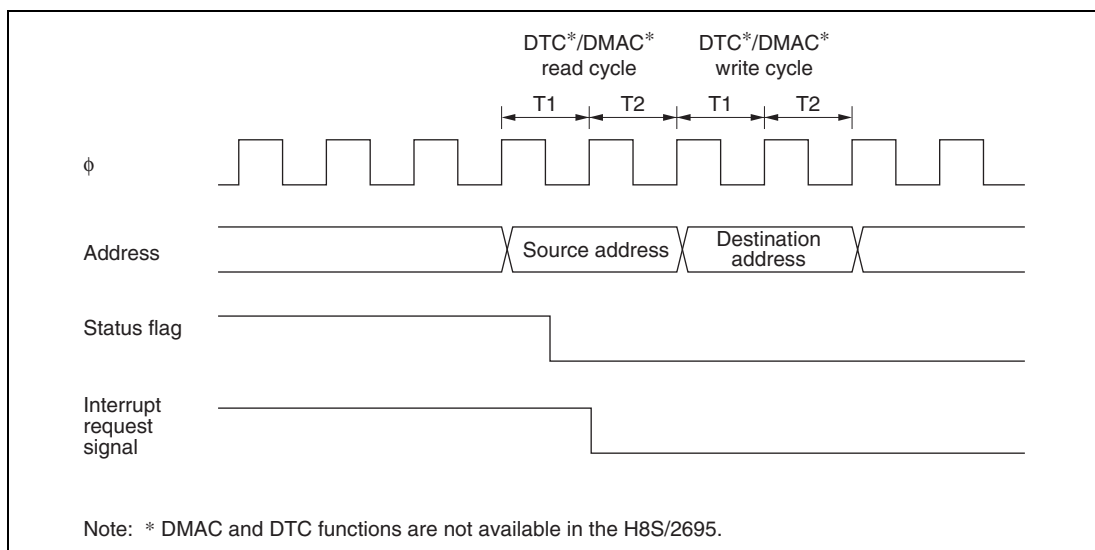 DTC*/DMAC*
read cycle
DTC*/DMAC*
write cycle
T1
T2
T1
T2
ϕ
Address
Source address
Destination
address
Status flag
Interrupt
request
signal
Note: * DMAC and DTC functions are not available in the H8S/2695.